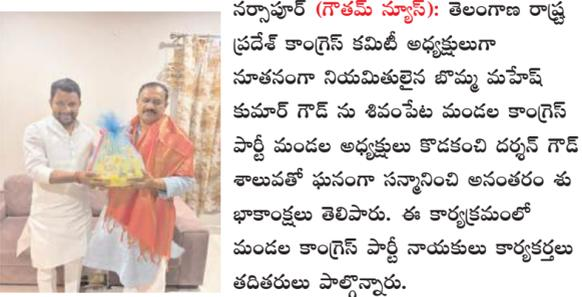 నర్సాపూర్ (గౌతమ్ న్యూస్): తెలంగాణ రాష్ట్ర
ప్రదేశ్ కాంగ్రెస్ కమిటీ అధ్యక్షులుగా
నూతనంగా నియమితులైన బొమ్మ మహేష్
కుమార్ గౌడ్ ను శివంపేట మండల కాంగ్రెస్
పార్టీ మండల అధ్యక్షులు కొడకంచి దర్శన్ గౌడ్
శాలువతో ఘనంగా సన్మానించి అనంతరం శు
భాకాంక్షలు తెలిపారు. ఈ కార్యక్రమంలో
మండల కాంగ్రెస్ పార్టీ నాయకులు కార్యకర్తలు
తదితరులు పాల్గొన్నారు.